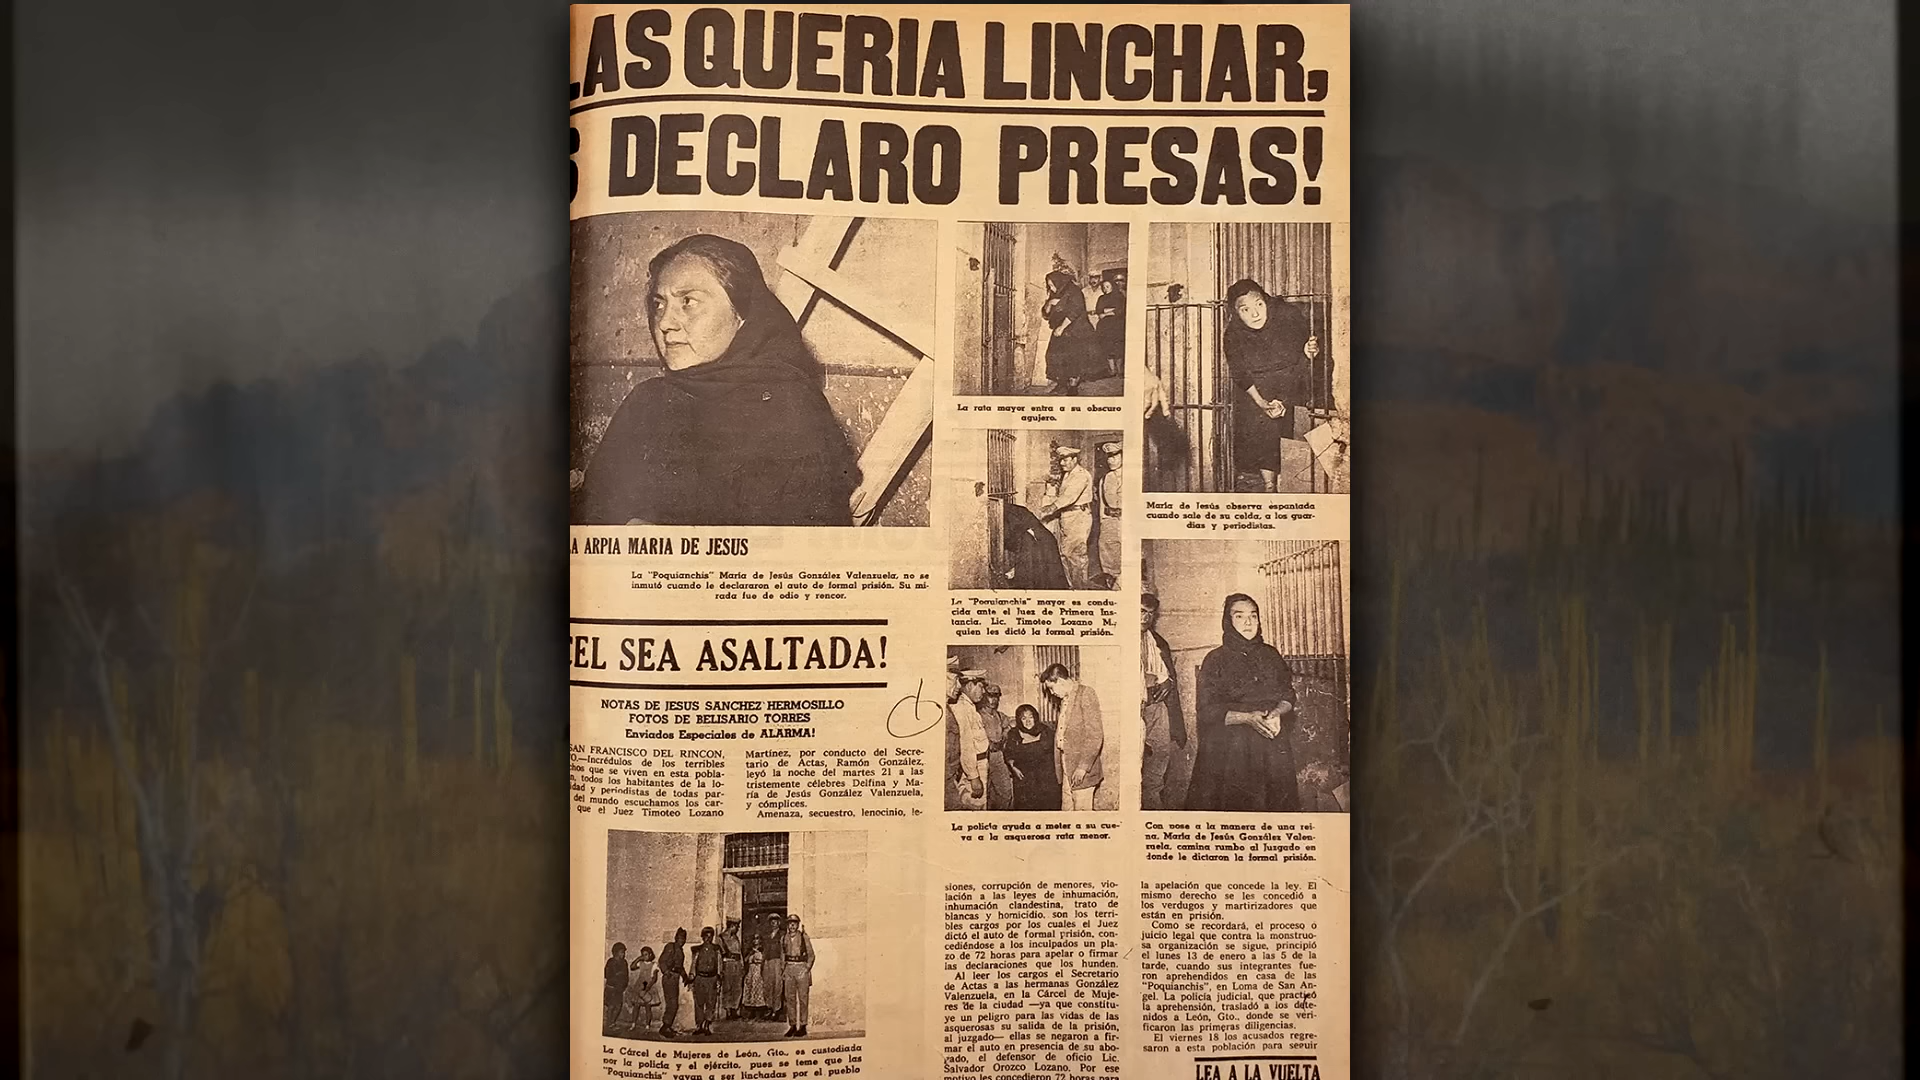 LAS QUERIA LINCHAR,
S DECLARO PRESAS!
LA ARPIA MARIA DE JESUS
La "Poquianchis" María de Jesús González Valenzuela, no se
inmutó cuando le declararon el auto de formal prisión. Su mi-
rada fue de odio y rencor.
CEL SEA ASALTADA!
NOTAS DE JESUS SANCHEZ HERMOSILLO
FOTOS DE BELISARIO TORRES
Enviados Especiales de ALARMA!
SAN FRANCISCO DEL RINCON,
O.—Incrédulos de los terribles
chos que se viven en esta pobla-
n, todos los habitantes de la lo-
dad y periodistas de todas par-
del mundo escuchamos los car-
que el Juez Timoteo Lozano
Martínez, por conducto del Secre-
tario de Actas, Ramón González,
leyó la noche del martes 21 a las
tristemente célebres Delfina y Ma-
ría de Jesús González Valenzuela,
y cómplices.
Amenaza, secuestro, lenocinio, le-
La Cárcel de Mujeres de León, Gto., es custodiada
por la policía y el ejército, pues se teme que las
"Poquianchis" vayan a ser linchadas por el pueblo
La rata mayor entra a su obscuro
agujero.
La "Poquianchis" mayor es condu-
cida ante el Juez de Primera Ins-
tancia, Lic. Timoteo Lozano M.,
quien les dictó la formal prisión.
La policía ayuda a meter a su cue-
va a la asquerosa rata menor.
María de Jesús observa espantada
cuando sale de su celda, a los guar-
dias y periodistas.
Con pose a la manera de una rei-
na, María de Jesús González Valen-
zuela, camina rumbo al Juzgado en
donde le dictaron la formal prisión.
siones, corrupción de menores, vio-
lación a las leyes de inhumación,
inhumación clandestina, trato de
blancas y homicidio, son los terri-
bles cargos por los cuales el Juez
dictó el auto de formal prisión, con-
cediéndose a los inculpados un pla-
zo de 72 horas para apelar o firmar
las declaraciones que los hunden.
Al leer los cargos el Secretario
de Actas a las hermanas González
Valenzuela, en la Cárcel de Muje-
res de la ciudad —ya que constitu-
ye un peligro para las vidas de las
asquerosas su salida de la prisión,
al juzgado— ellas se negaron a fir-
mar el auto en presencia de su abo-
gado, el defensor de oficio Lic.
Salvador Orozco Lozano. Por ese
motivo les concedieron 72 horas para
la apelación que concede la ley. El
mismo derecho se les concedió a
los verdugos y martirizadores que
están en prisión.
Como se recordará, el proceso o
juicio legal que contra la monstruo-
sa organización se sigue, principió
el lunes 13 de enero a las 5 de la
tarde, cuando sus integrantes fue-
ron aprehendidos en casa de las
"Poquianchis", en Loma de San An-
gel. La policía judicial, que practicó
la aprehensión, trasladó a los dete-
nidos a León, Gto., donde se veri-
ficaron las primeras diligencias.
El viernes 18 los acusados regre-
saron a esta población para seguir
LEA A LA VUELTA